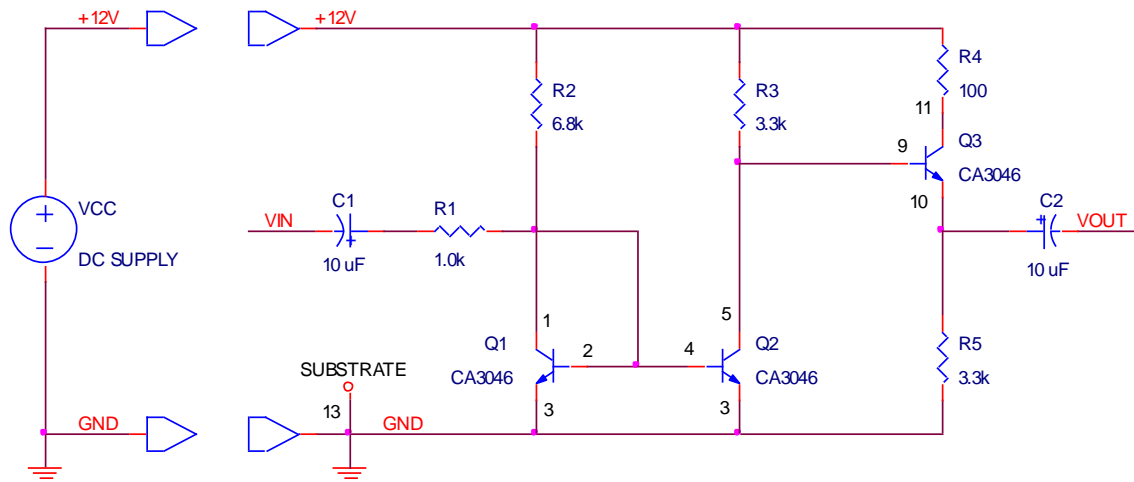 +12V
+12V
R4
100
R2
6.8k
R3
3.3k
11
9
Q3
CA3046
VCC
DC SUPPLY
VIN
C1
+
10 uF
R1
1.0k
10
C2
+
10 uF
VOUT
1
5
Q1
CA3046
2
4
Q2
CA3046
R5
3.3k
SUBSTRATE
3
3
13
GND
GND